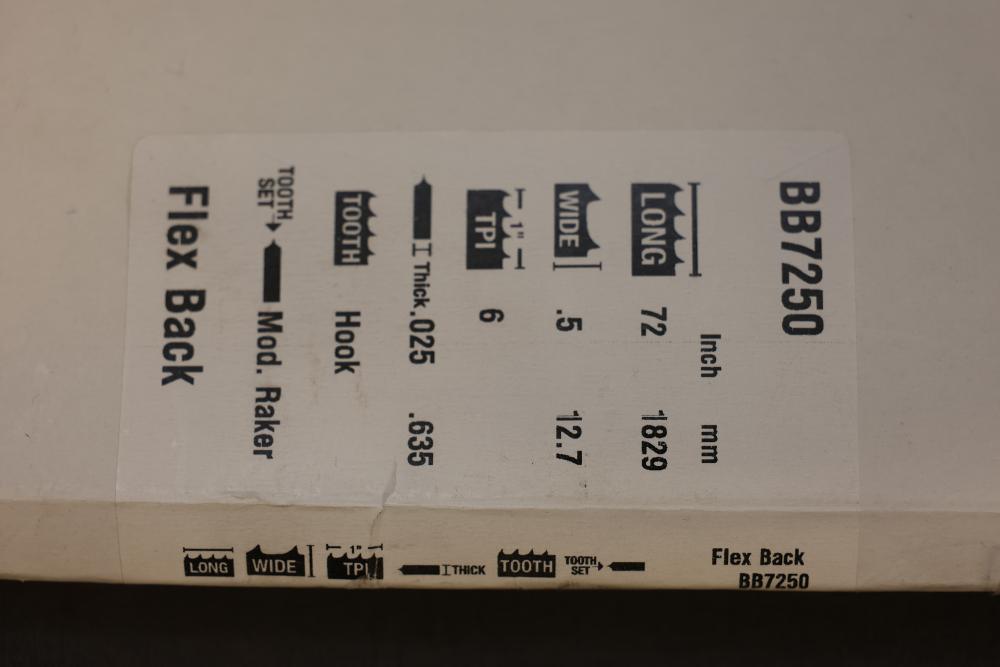 BB7250
Inch mm
LONG 72 1829
WIDE .5 12.7
TPI 1" 6
Thick .025 .635
TOOTH Hook
TOOTH SET Mod. Raker
Flex Back
LONG WIDE 1" TPI THICK TOOTH TOOTH SET Flex Back
BB7250